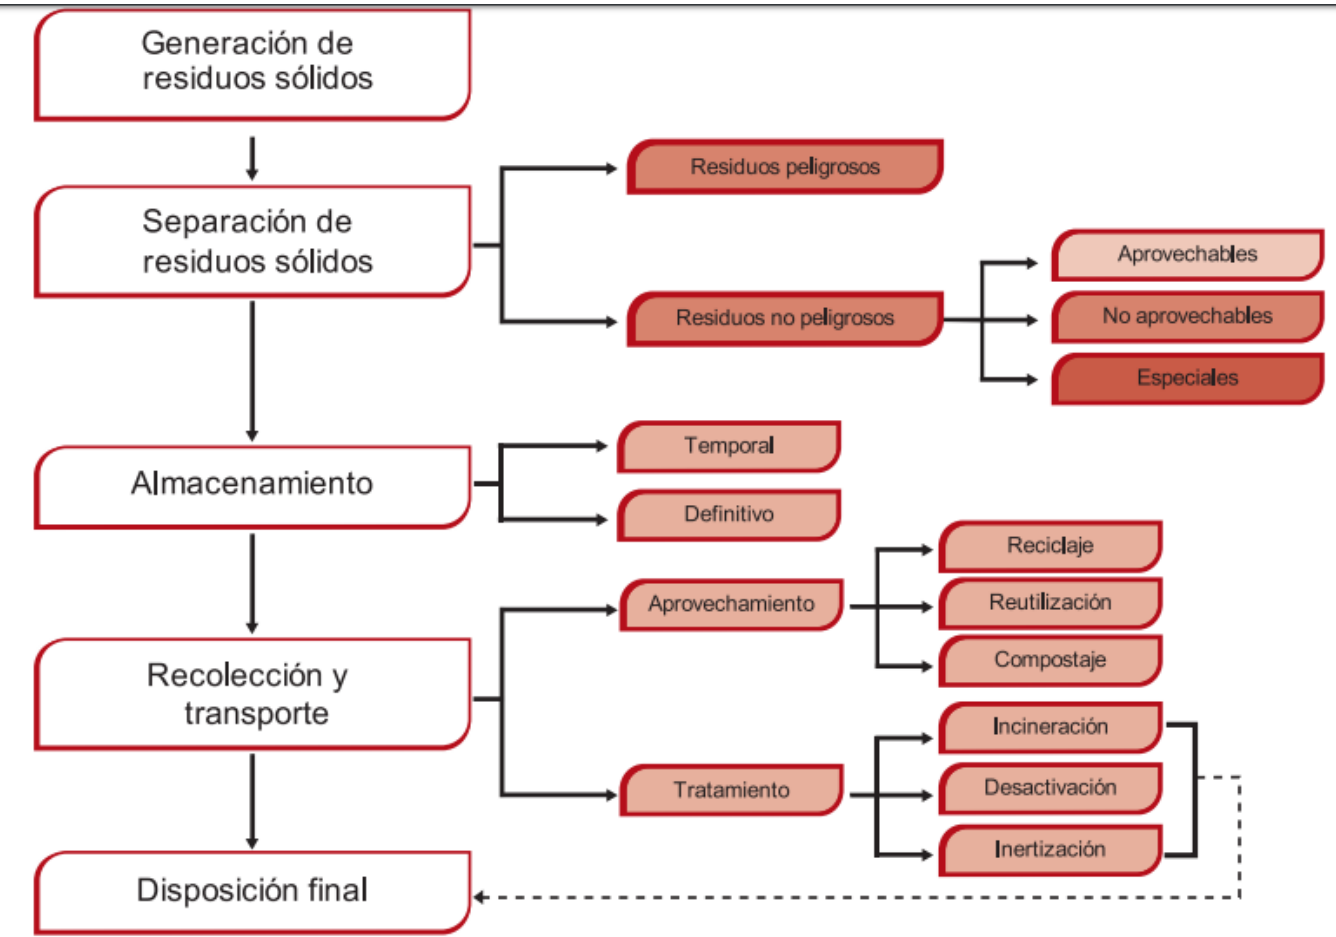 Generación de
residuos sólidos
Separación de
residuos sólidos
Residuos peligrosos
Residuos no peligrosos
Aprovechables
No aprovechables
Especiales
Almacenamiento
Temporal
Definitivo
Recolección y
transporte
Aprovechamiento
Reciclaje
Reutilización
Compostaje
Tratamiento
Incineración
Desactivación
Inertización
Disposición final